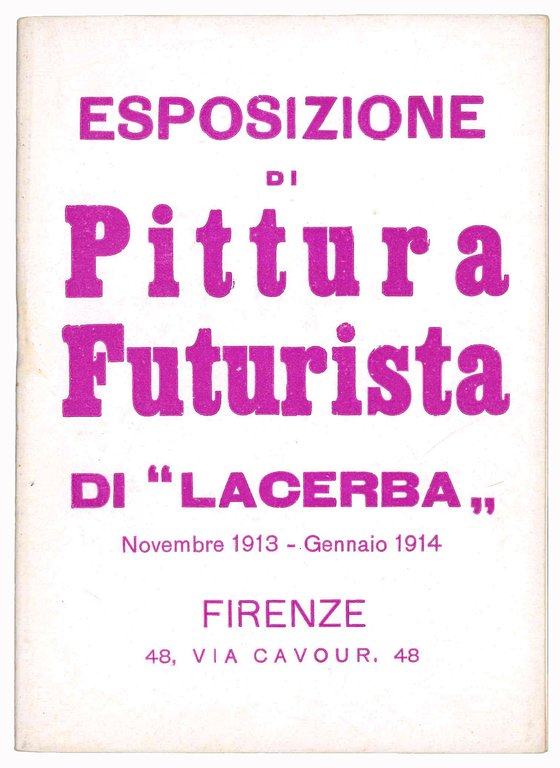 ESPOSIZIONE
DI
Pittura
Futurista
DI “LACERBA„
Novembre 1913 - Gennaio 1914
FIRENZE
48, VIA CAVOUR. 48